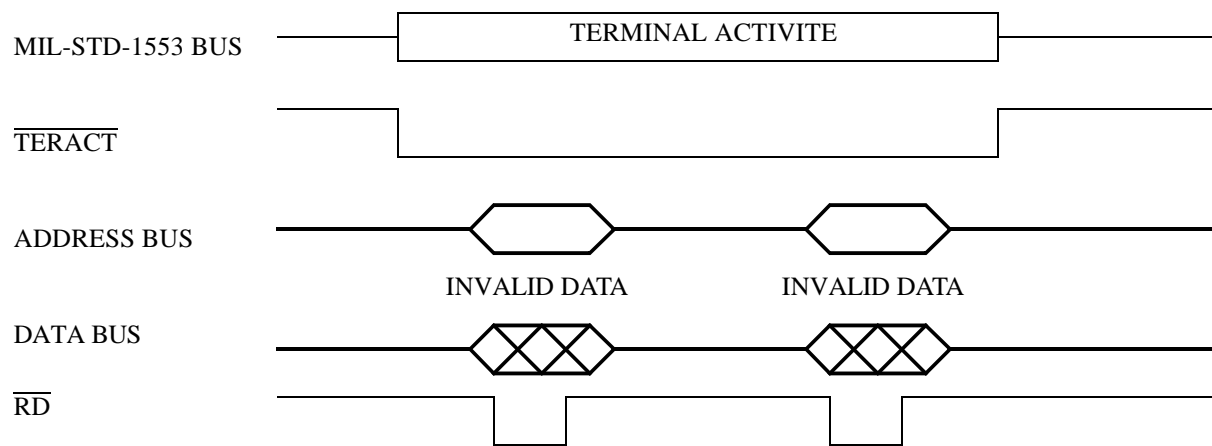 MIL-STD-1553 BUS
TERMINAL ACTIVITE
TERACT
ADDRESS BUS
INVALID DATA INVALID DATA
DATA BUS
RD